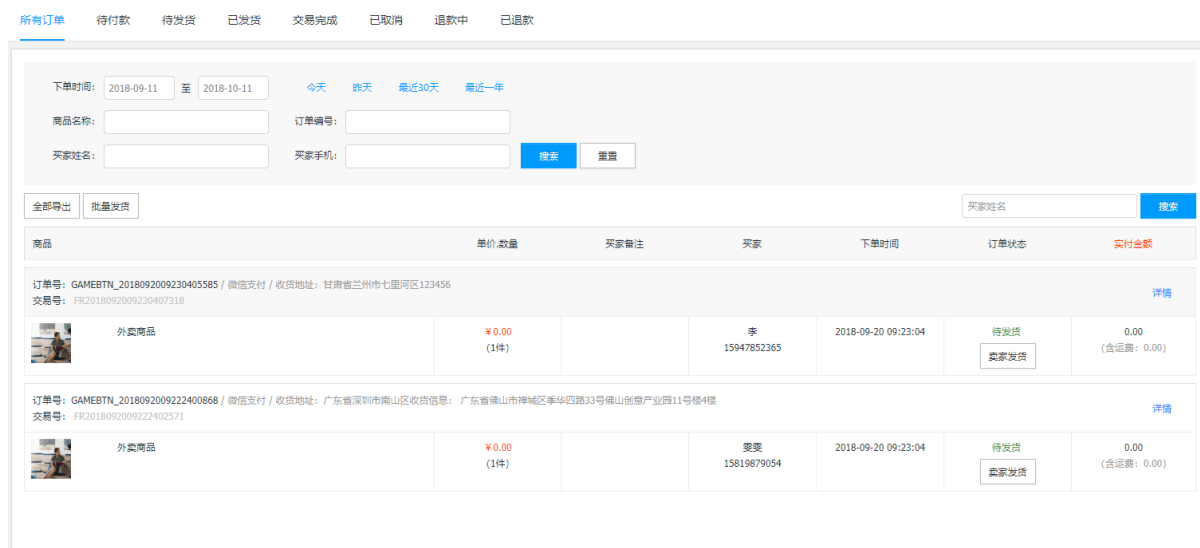 所有订单 待付款 待发货 已发货 交易完成 已取消 退款中 已退款
下单时间: 2018-09-11 至 2018-10-11 今天 昨天 最近30天 最近一年
商品名称: 订单编号:
买家姓名: 买家手机: 搜索 重置
全部导出 批量发货 买家姓名 搜索
商品 单价.数量 买家备注 买家 下单时间 订单状态 实付金额
订单号: GAMEBTN_2018092009230405585 / 微信支付 / 收货地址: 甘肃省兰州市七里河区123456
交易号: FR2018092009230407318 详情
外卖商品 ¥0.00 李 2018-09-20 09:23:04 待发货 0.00
(1件) 15947852365 卖家发货 (含运费: 0.00)
订单号: GAMEBTN_2018092009222400868 / 微信支付 / 收货地址: 广东省深圳市南山区收货信息: 广东省佛山市禅城区季华四路33号佛山创意产业园11号楼4楼
交易号: FR2018092009222402571 详情
外卖商品 ¥0.00 雯雯 2018-09-20 09:23:04 待发货 0.00
(1件) 15819879054 卖家发货 (含运费: 0.00)